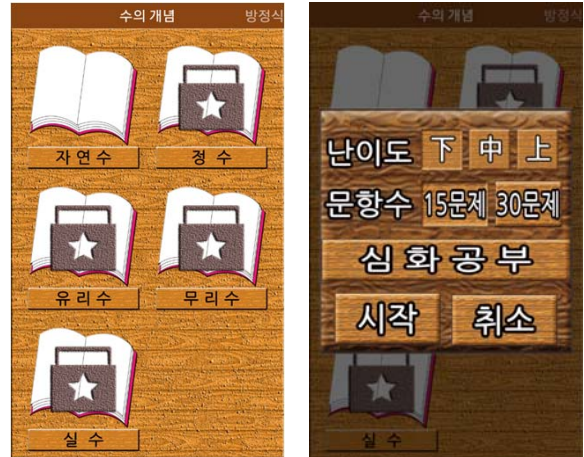 수의 개념 방정식
자연수 정수
유리수 무리수
실수
수의 개념 방정식
난이도 下 中 上
문항수 15문제 30문제
심화공부
시작 취소
실수